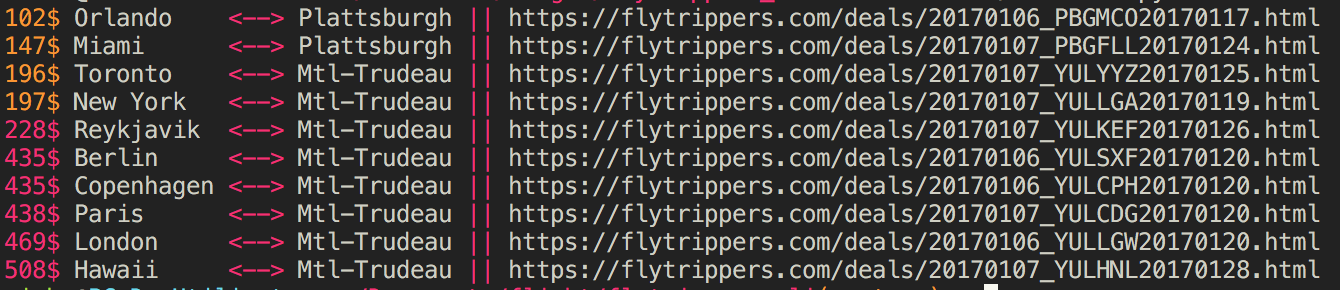 102$ Orlando <--> Plattsburgh || https://flytrippers.com/deals/20170106_PBGMCO20170117.html
147$ Miami <--> Plattsburgh || https://flytrippers.com/deals/20170107_PBGFLL20170124.html
196$ Toronto <--> Mtl-Trudeau || https://flytrippers.com/deals/20170107_YULYYZ20170125.html
197$ New York <--> Mtl-Trudeau || https://flytrippers.com/deals/20170107_YULLGA20170119.html
228$ Reykjavik <--> Mtl-Trudeau || https://flytrippers.com/deals/20170107_YULKEF20170126.html
435$ Berlin <--> Mtl-Trudeau || https://flytrippers.com/deals/20170106_YULSXF20170120.html
435$ Copenhagen <--> Mtl-Trudeau || https://flytrippers.com/deals/20170106_YULCPH20170120.html
438$ Paris <--> Mtl-Trudeau || https://flytrippers.com/deals/20170107_YULCDG20170120.html
469$ London <--> Mtl-Trudeau || https://flytrippers.com/deals/20170106_YULLGW20170120.html
508$ Hawaii <--> Mtl-Trudeau || https://flytrippers.com/deals/20170107_YULHNL20170128.html